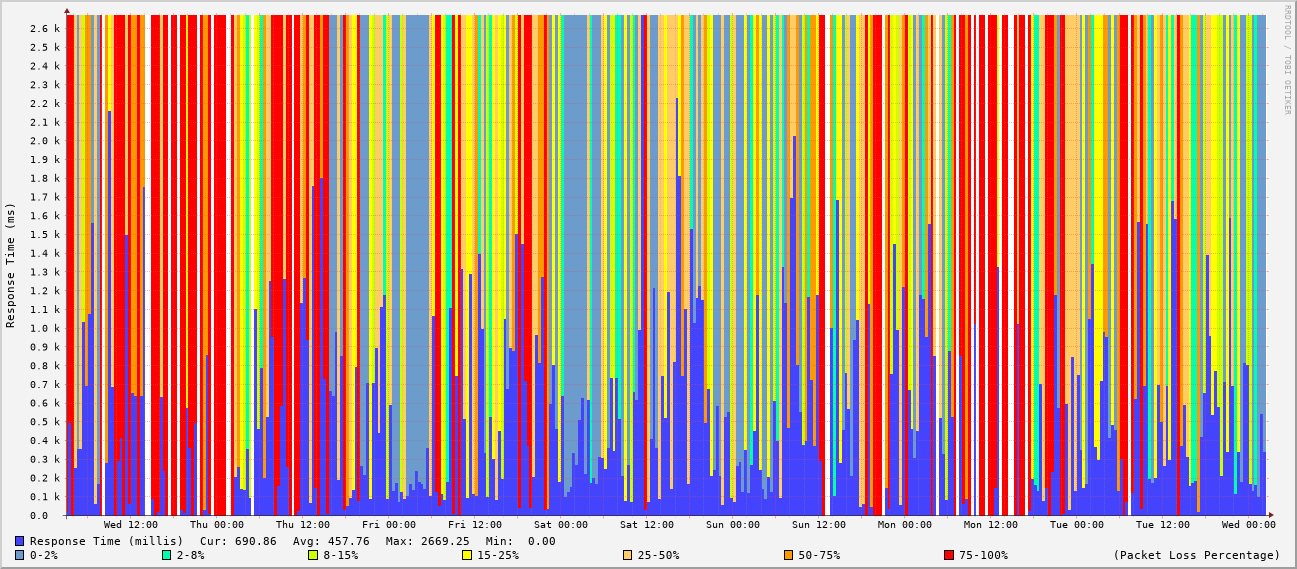 RRDTOOL / TOBI OETIKER
Response Time (ms)
2.6 k
2.5 k
2.4 k
2.3 k
2.2 k
2.1 k
2.0 k
1.9 k
1.8 k
1.7 k
1.6 k
1.5 k
1.4 k
1.3 k
1.2 k
1.1 k
1.0 k
0.9 k
0.8 k
0.7 k
0.6 k
0.5 k
0.4 k
0.3 k
0.2 k
0.1 k
0.0
Wed 12:00 Thu 00:00 Thu 12:00 Fri 00:00 Fri 12:00 Sat 00:00 Sat 12:00 Sun 00:00 Sun 12:00 Mon 00:00 Mon 12:00 Tue 00:00 Tue 12:00 Wed 00:00
Response Time (millis) Cur: 690.86 Avg: 457.76 Max: 2669.25 Min: 0.00
0-2% 2-8% 8-15% 15-25% 25-50% 50-75% 75-100% (Packet Loss Percentage)